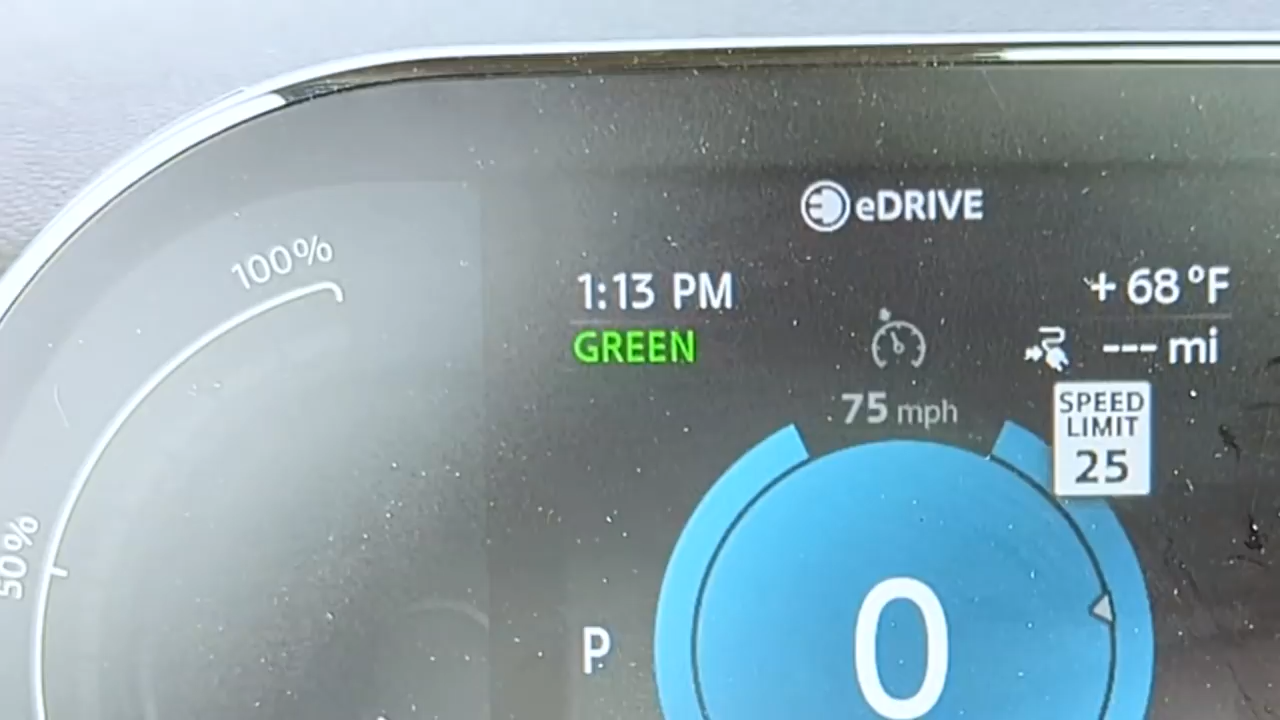 eDRIVE
100%
1:13 PM
+ 68 °F
GREEN
--- mi
75 mph
SPEED
LIMIT
25
50%
0
P